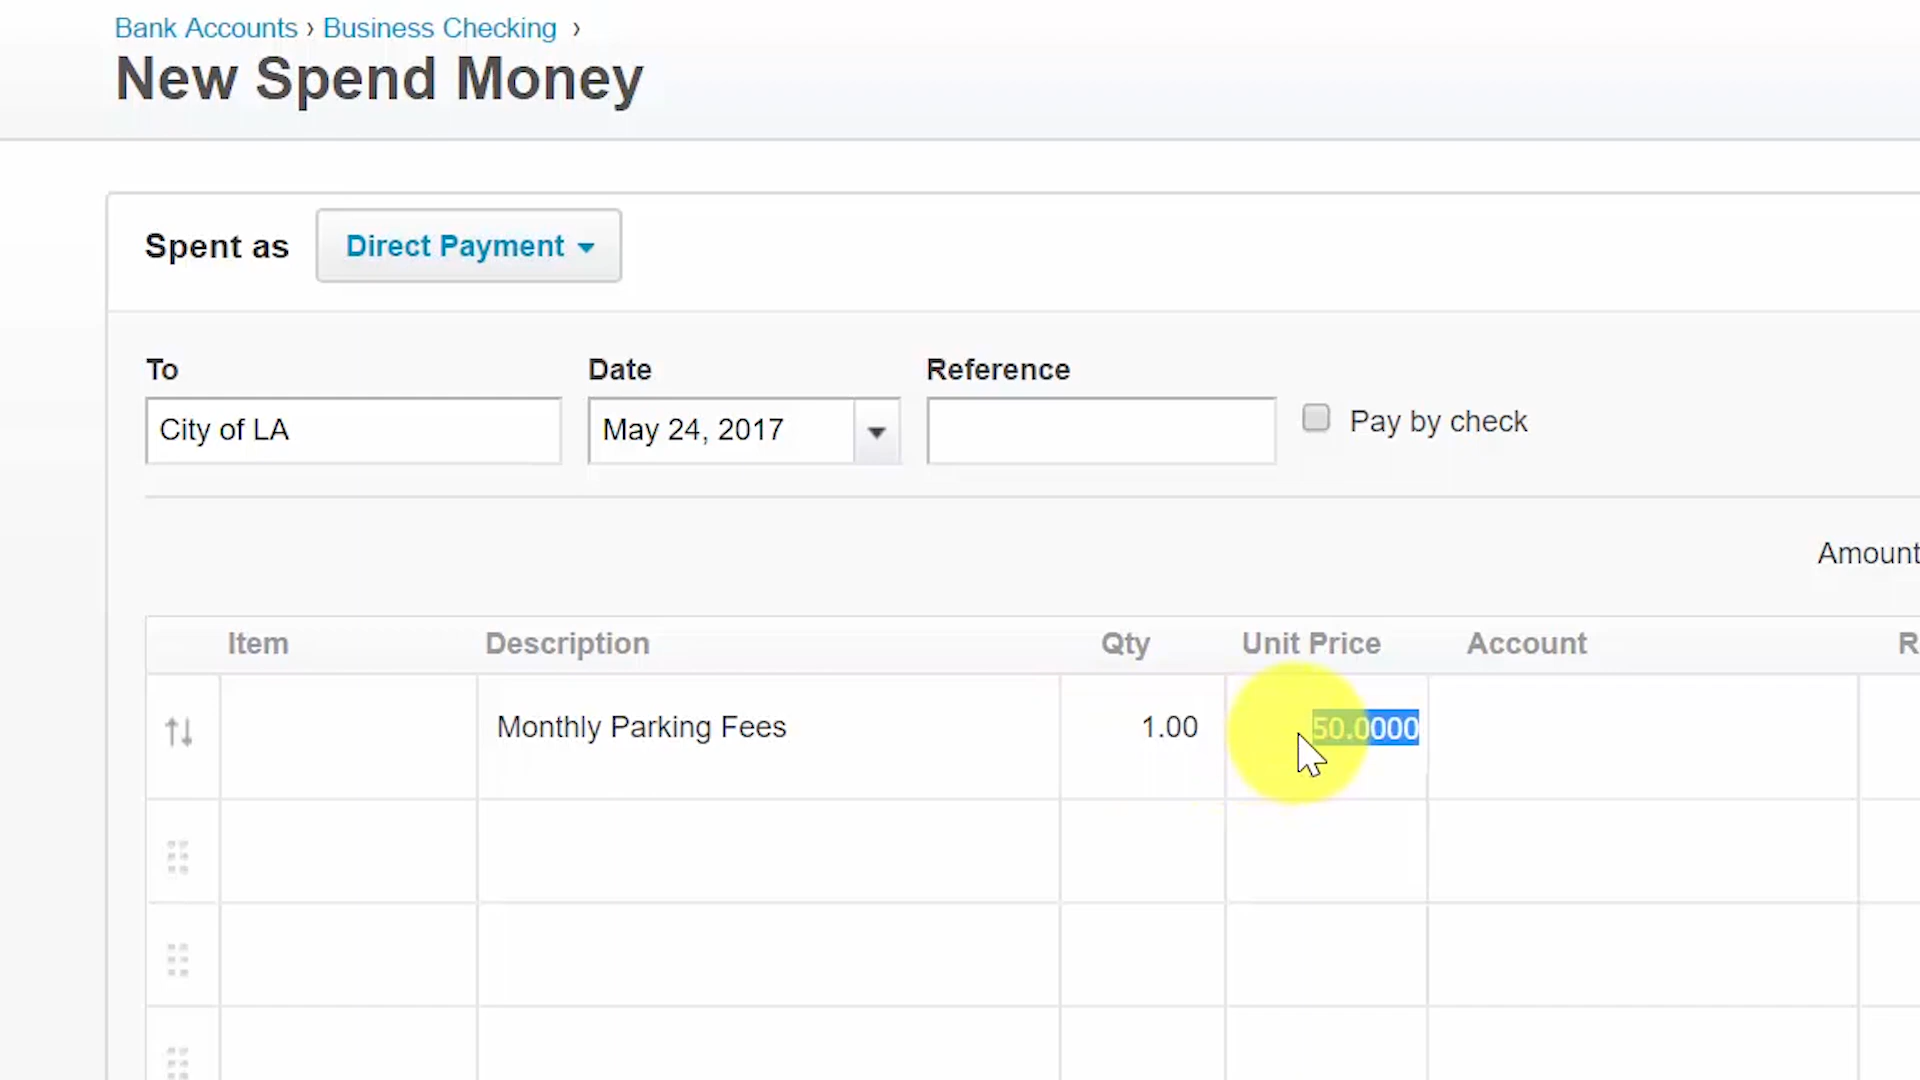 Bank Accounts › Business Checking ›
New Spend Money
Spent as Direct Payment
To Date Reference
City of LA May 24, 2017 Pay by check
Amount
Item Description Qty Unit Price Account R
Monthly Parking Fees 1.00 50.0000